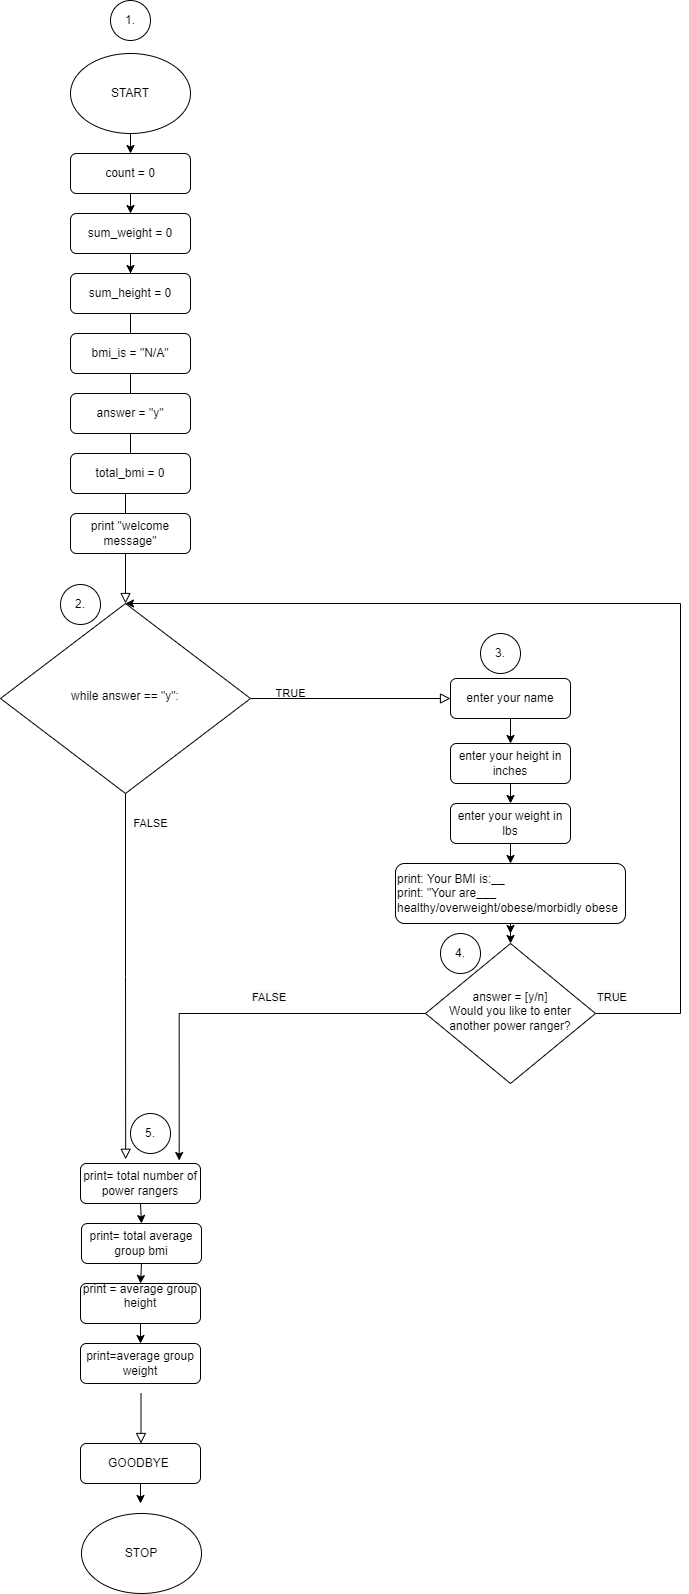 1.
START
count = 0
sum_weight = 0
sum_height = 0
bmi_is = "N/A"
answer = "y"
total_bmi = 0
print "welcome
message"
2.
while answer == "y":
TRUE
FALSE
3.
enter your name
enter your height in
inches
enter your weight in
lbs
print: Your BMI is:__
print: "Your are___
healthy/overweight/obese/morbidly obese
4.
answer = [y/n]
Would you like to enter
another power ranger?
TRUE
FALSE
5.
print= total number of
power rangers
print= total average
group bmi
print = average group
height
print=average group
weight
GOODBYE
STOP